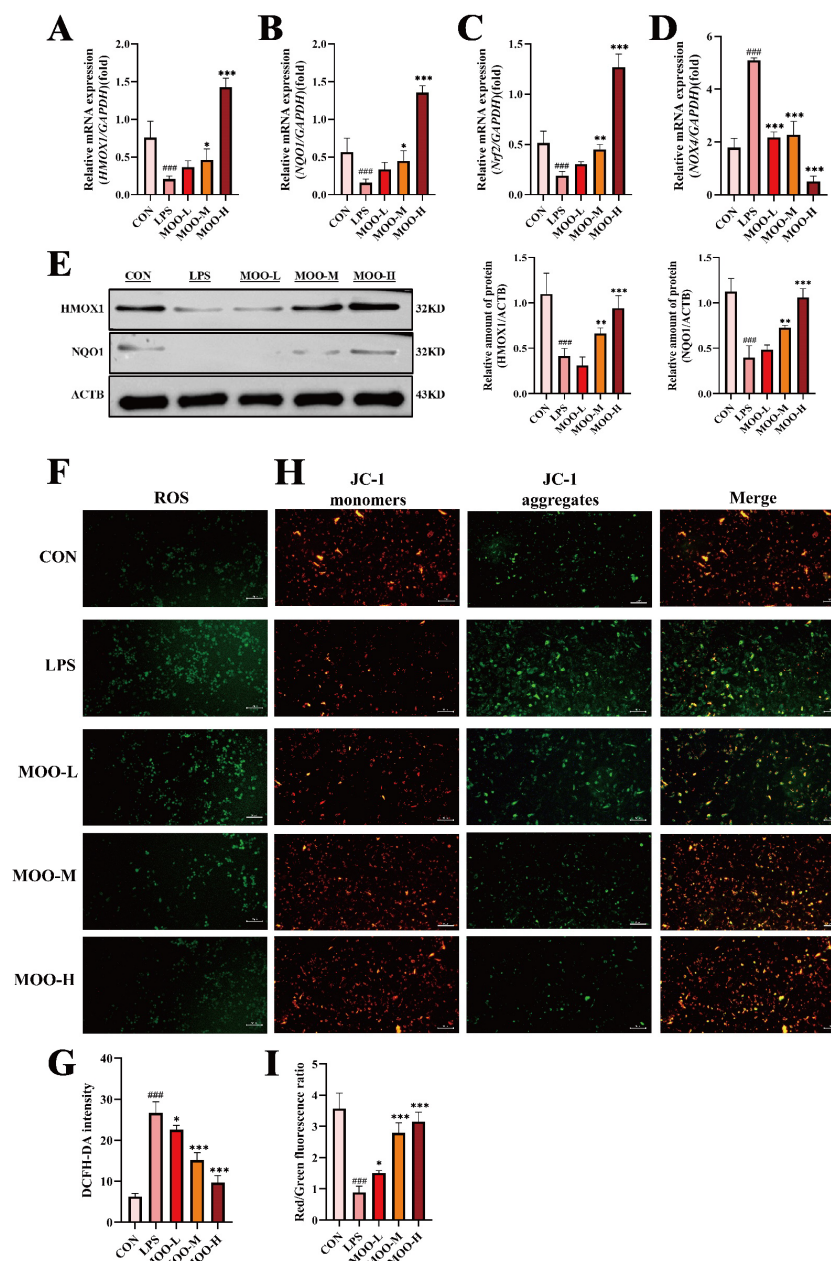 A
Relative mRNA expression
(HMOX1/GAPDH)(fold)
2.0
1.5
1.0
0.5
0.0
###
*
***
CON
LPS
MOO-L
MOO-M
MOO-H
B
Relative mRNA expression
(NQO1/GAPDH)(fold)
2.0
1.5
1.0
0.5
0.0
###
*
***
CON
LPS
MOO-L
MOO-M
MOO-H
C
Relative mRNA expression
(Nrf2/GAPDH)(fold)
1.5
1.0
0.5
0.0
###
**
***
CON
LPS
MOO-L
MOO-M
MOO-H
D
Relative mRNA expression
(NOX4/GAPDH)(fold)
6
4
2
0
###
***
***
***
CON
LPS
MOO-L
MOO-M
MOO-H
E
CON LPS MOO-L MOO-M MOO-H
HMOX1 32KD
NQO1 32KD
ACTB 43KD
Relative amount of protein
(HMOX1/ACTB)
1.5
1.0
0.5
0.0
###
**
***
CON
LPS
MOO-L
MOO-M
MOO-H
Relative amount of protein
(NQO1/ACTB)
1.5
1.0
0.5
0.0
###
**
***
CON
LPS
MOO-L
MOO-M
MOO-H
F
ROS
H
JC-1
monomers
JC-1
aggregates
Merge
CON
LPS
MOO-L
MOO-M
MOO-H
G
DCFH-DA intensity
40
30
20
10
0
###
*
***
***
CON
LPS
MOO-L
MOO-M
MOO-H
I
Red/Green fluorescence ratio
5
4
3
2
1
0
###
*
***
***
CON
LPS
MOO-L
MOO-M
MOO-H